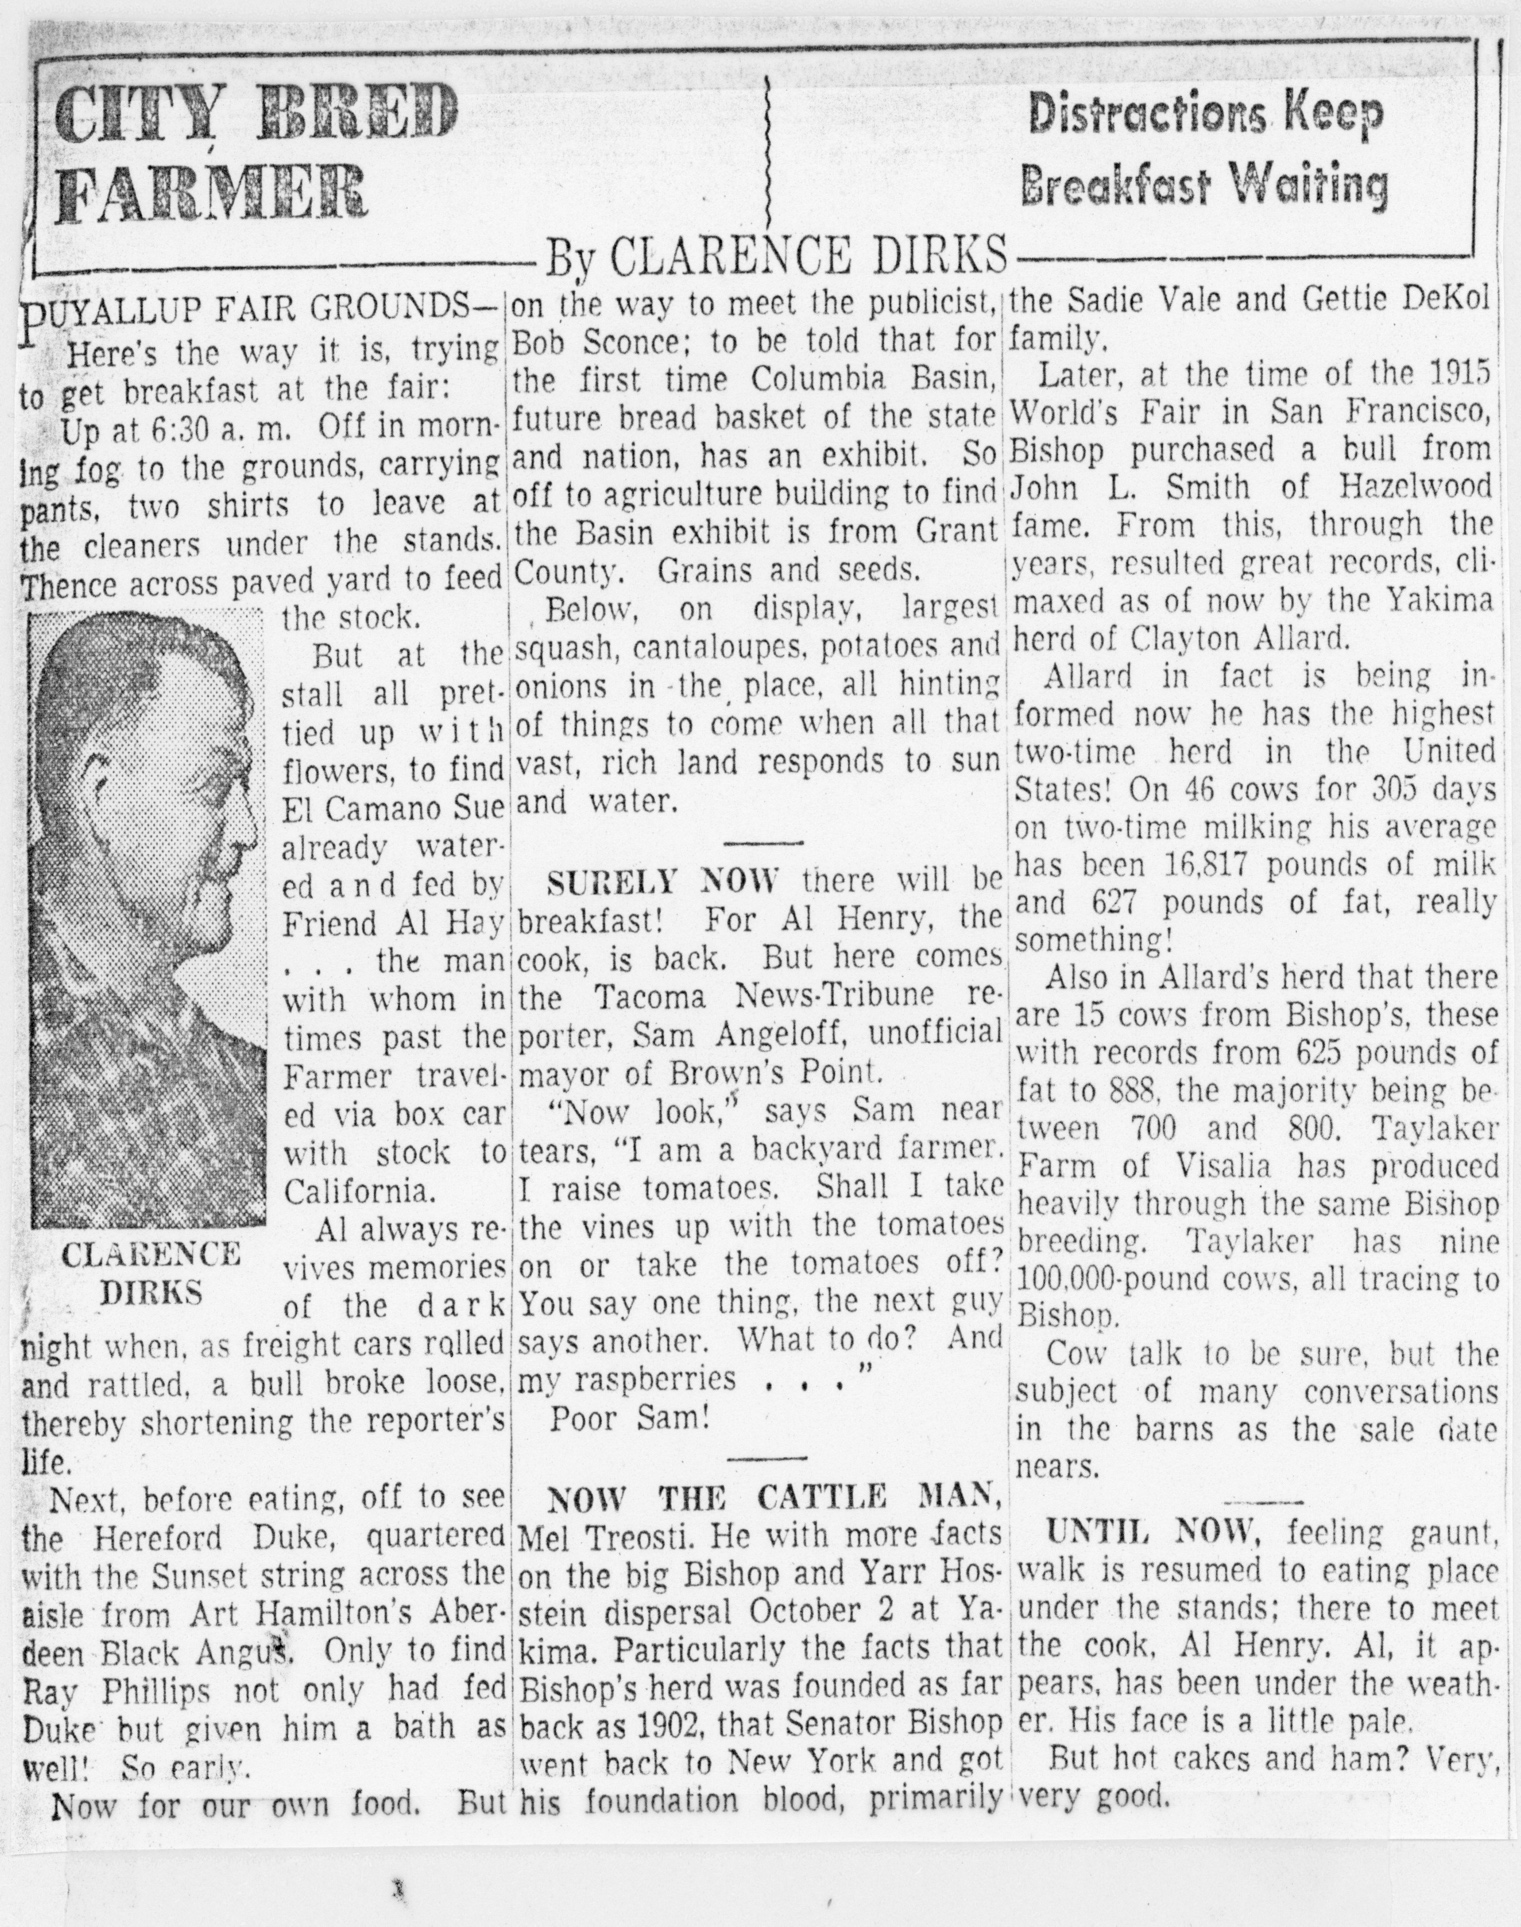 CITY BRED
FARMER
Distractions Keep
Breakfast Waiting
By CLARENCE DIRKS
PUYALLUP FAIR GROUNDS—
Here's the way it is, trying
to get breakfast at the fair:
Up at 6:30 a. m. Off in morn-
ing fog to the grounds, carrying
pants, two shirts to leave at
the cleaners under the stands.
Thence across paved yard to feed
the stock.
But at the
stall all pret-
tied up with
flowers, to find
El Camano Sue
already water-
ed and fed by
Friend Al Hay
. . . the man
with whom in
times past the
Farmer travel-
ed via box car
with stock to
California.
Al always re-
vives memories
of the dark
CLARENCE
DIRKS
night when, as freight cars rolled
and rattled, a bull broke loose,
thereby shortening the reporter's
life.
Next, before eating, off to see
the Hereford Duke, quartered
with the Sunset string across the
aisle from Art Hamilton's Aber-
deen Black Angus. Only to find
Ray Phillips not only had fed
Duke but given him a bath as
well! So early.
Now for our own food. But
on the way to meet the publicist,
Bob Sconce; to be told that for
the first time Columbia Basin,
future bread basket of the state
and nation, has an exhibit. So
off to agriculture building to find
the Basin exhibit is from Grant
County. Grains and seeds.
Below, on display, largest
squash, cantaloupes, potatoes and
onions in the place, all hinting
of things to come when all that
vast, rich land responds to sun
and water.
SURELY NOW there will be
breakfast! For Al Henry, the
cook, is back. But here comes
the Tacoma News-Tribune re-
porter, Sam Angeloff, unofficial
mayor of Brown's Point.
"Now look," says Sam near
tears, "I am a backyard farmer.
I raise tomatoes. Shall I take
the vines up with the tomatoes
on or take the tomatoes off?
You say one thing, the next guy
says another. What to do? And
my raspberries . . ."
Poor Sam!
NOW THE CATTLE MAN,
Mel Treosti. He with more facts
on the big Bishop and Yarr Hos-
stein dispersal October 2 at Ya-
kima. Particularly the facts that
Bishop's herd was founded as far
back as 1902, that Senator Bishop
went back to New York and got
his foundation blood, primarily
the Sadie Vale and Gettie DeKol
family.
Later, at the time of the 1915
World's Fair in San Francisco,
Bishop purchased a bull from
John L. Smith of Hazelwood
fame. From this, through the
years, resulted great records, cli-
maxed as of now by the Yakima
herd of Clayton Allard.
Allard in fact is being in-
formed now he has the highest
two-time herd in the United
States! On 46 cows for 305 days
on two-time milking his average
has been 16,817 pounds of milk
and 627 pounds of fat, really
something!
Also in Allard's herd that there
are 15 cows from Bishop's, these
with records from 625 pounds of
fat to 888, the majority being be-
tween 700 and 800. Taylaker
Farm of Visalia has produced
heavily through the same Bishop
breeding. Taylaker has nine
100,000-pound cows, all tracing to
Bishop.
Cow talk to be sure, but the
subject of many conversations
in the barns as the sale date
nears.
UNTIL NOW, feeling gaunt,
walk is resumed to eating place
under the stands; there to meet
the cook, Al Henry. Al, it ap-
pears, has been under the weath-
er. His face is a little pale.
But hot cakes and ham? Very,
very good.